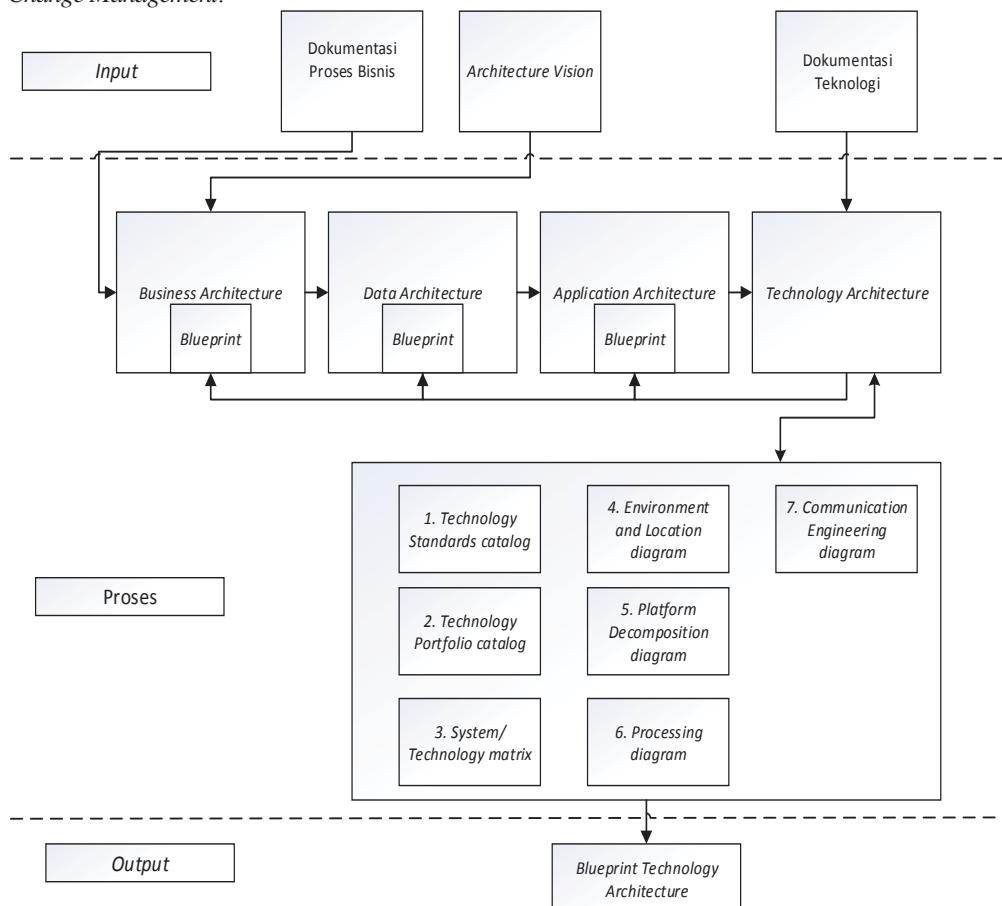 Change Management.
Input
Dokumentasi
Proses Bisnis
Architecture Vision
Dokumentasi
Teknologi
Business Architecture
Blueprint
Data Architecture
Blueprint
Application Architecture
Blueprint
Technology Architecture
Proses
1. Technology
Standards catalog
2. Technology
Portfolio catalog
3. System/
Technology matrix
4. Environment
and Location
diagram
5. Platform
Decomposition
diagram
6. Processing
diagram
7. Communication
Engineering
diagram
Output
Blueprint Technology
Architecture